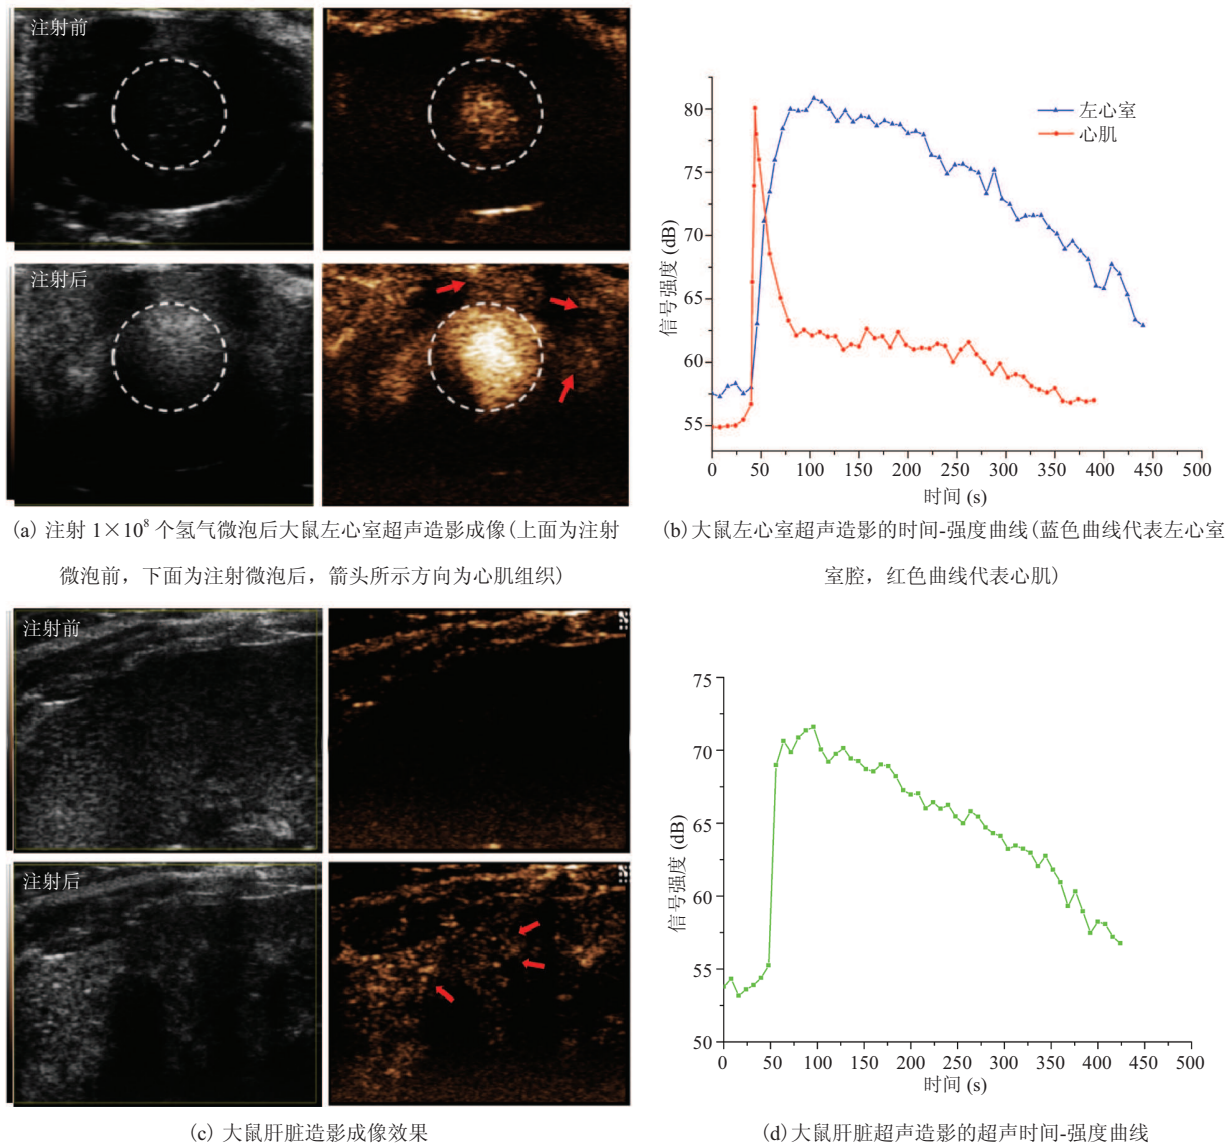 注射前
注射后
80
75
70
65
60
55
信号强度 (dB)
左心室
心肌
0 50 100 150 200 250 300 350 400 450 500
时间 (s)
(a) 注射 1×10⁸ 个氢气微泡后大鼠左心室超声造影成像(上面为注射
微泡前，下面为注射微泡后，箭头所示方向为心肌组织)
(b) 大鼠左心室超声造影的时间-强度曲线(蓝色曲线代表左心室
室腔，红色曲线代表心肌)
注射前
注射后
75
70
65
60
55
50
信号强度 (dB)
0 50 100 150 200 250 300 350 400 450 500
时间 (s)
(c) 大鼠肝脏造影成像效果
(d) 大鼠肝脏超声造影的超声时间-强度曲线